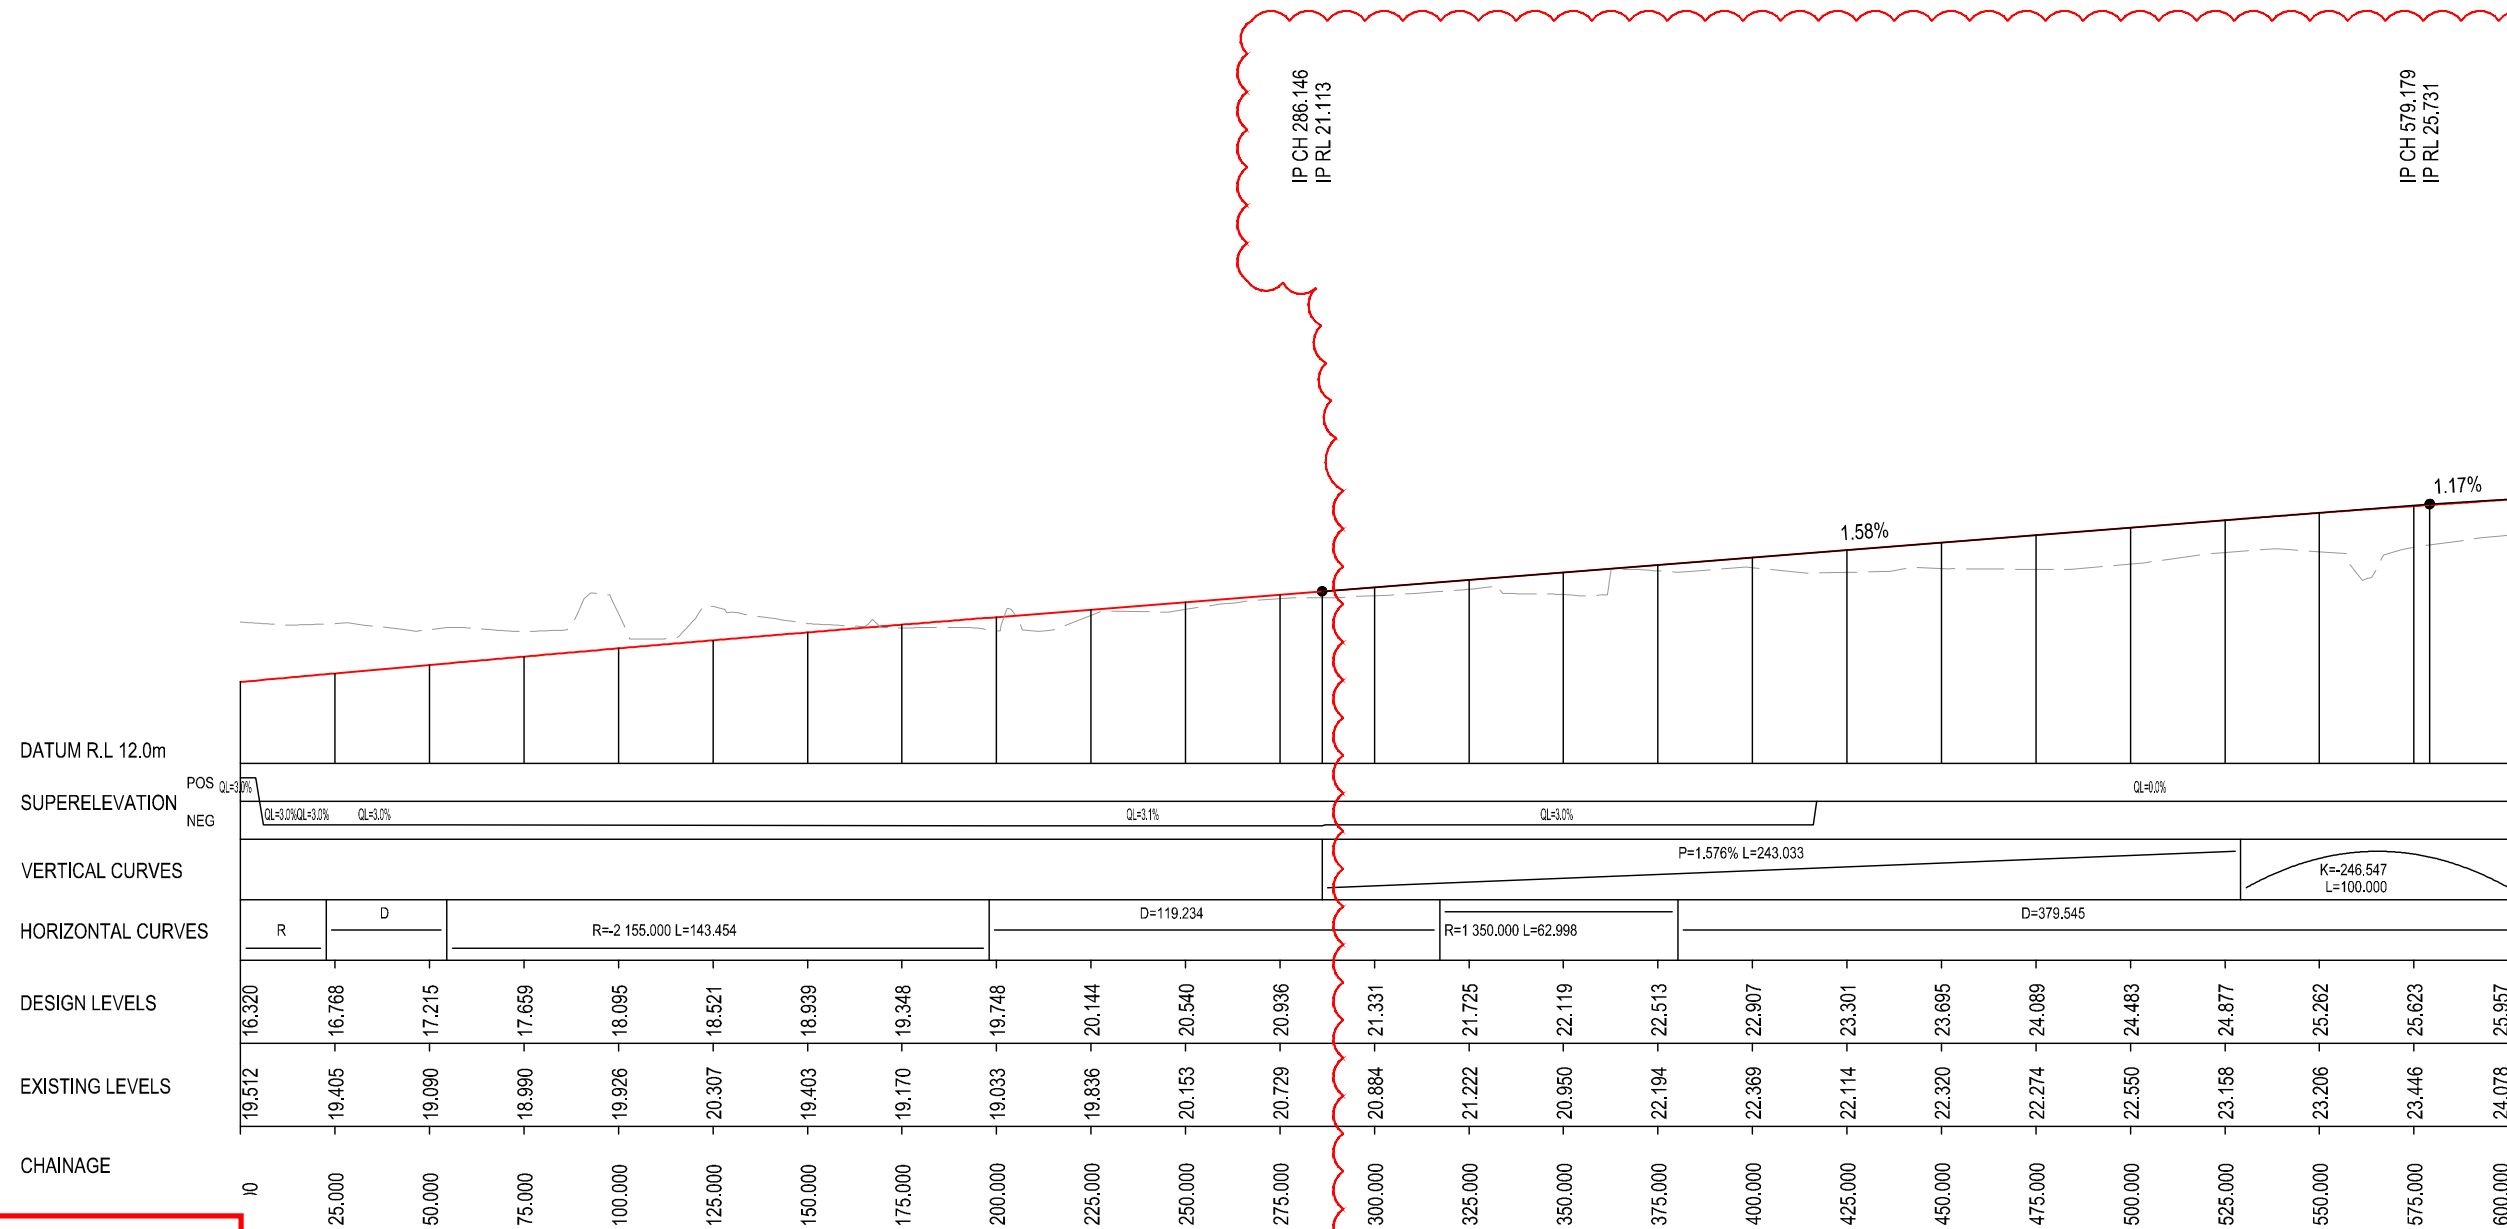 IP CH 286.146
IP RL 21.113
IP CH 579.179
IP RL 25.731
1.17%
1.58%
DATUM R.L 12.0m
SUPERELEVATION
POS
NEG
QL=3.0%
QL=0.0%
QL=3.0% QL=3.0% QL=3.0% QL=3.1% QL=3.0%
VERTICAL CURVES
P=1.576% L=243.033
K=-246.547
L=100.000
HORIZONTAL CURVES
R
D
R=-2 155.000 L=143.454
D=119.234
R=1 350.000 L=62.998
D=379.545
DESIGN LEVELS
16.320 16.768 17.215 17.659 18.095 18.521 18.939 19.348 19.748 20.144 20.540 20.936 21.331 21.725 22.119 22.513 22.907 23.301 23.695 24.089 24.483 24.877 25.262 25.623 25.957
EXISTING LEVELS
19.512 19.405 19.090 18.990 19.926 20.307 19.403 19.170 19.033 19.836 20.153 20.729 20.884 21.222 20.950 22.194 22.369 22.114 22.320 22.274 22.550 23.158 23.206 23.446 24.078
CHAINAGE
25.000 50.000 75.000 100.000 125.000 150.000 175.000 200.000 225.000 250.000 275.000 300.000 325.000 350.000 375.000 400.000 425.000 450.000 475.000 500.000 525.000 550.000 575.000 600.000